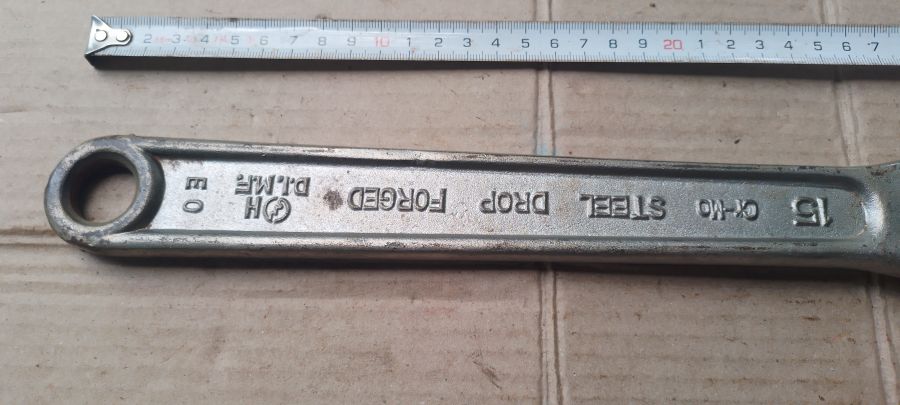 2 3 4 5 6 7 8 9 10 1 2 3 4 5 6 7 8 9 20 1 2 3 4 5 6 7
15 Cr-Mo STEEL DROP FORGED
H
D.I.M.F.
E O